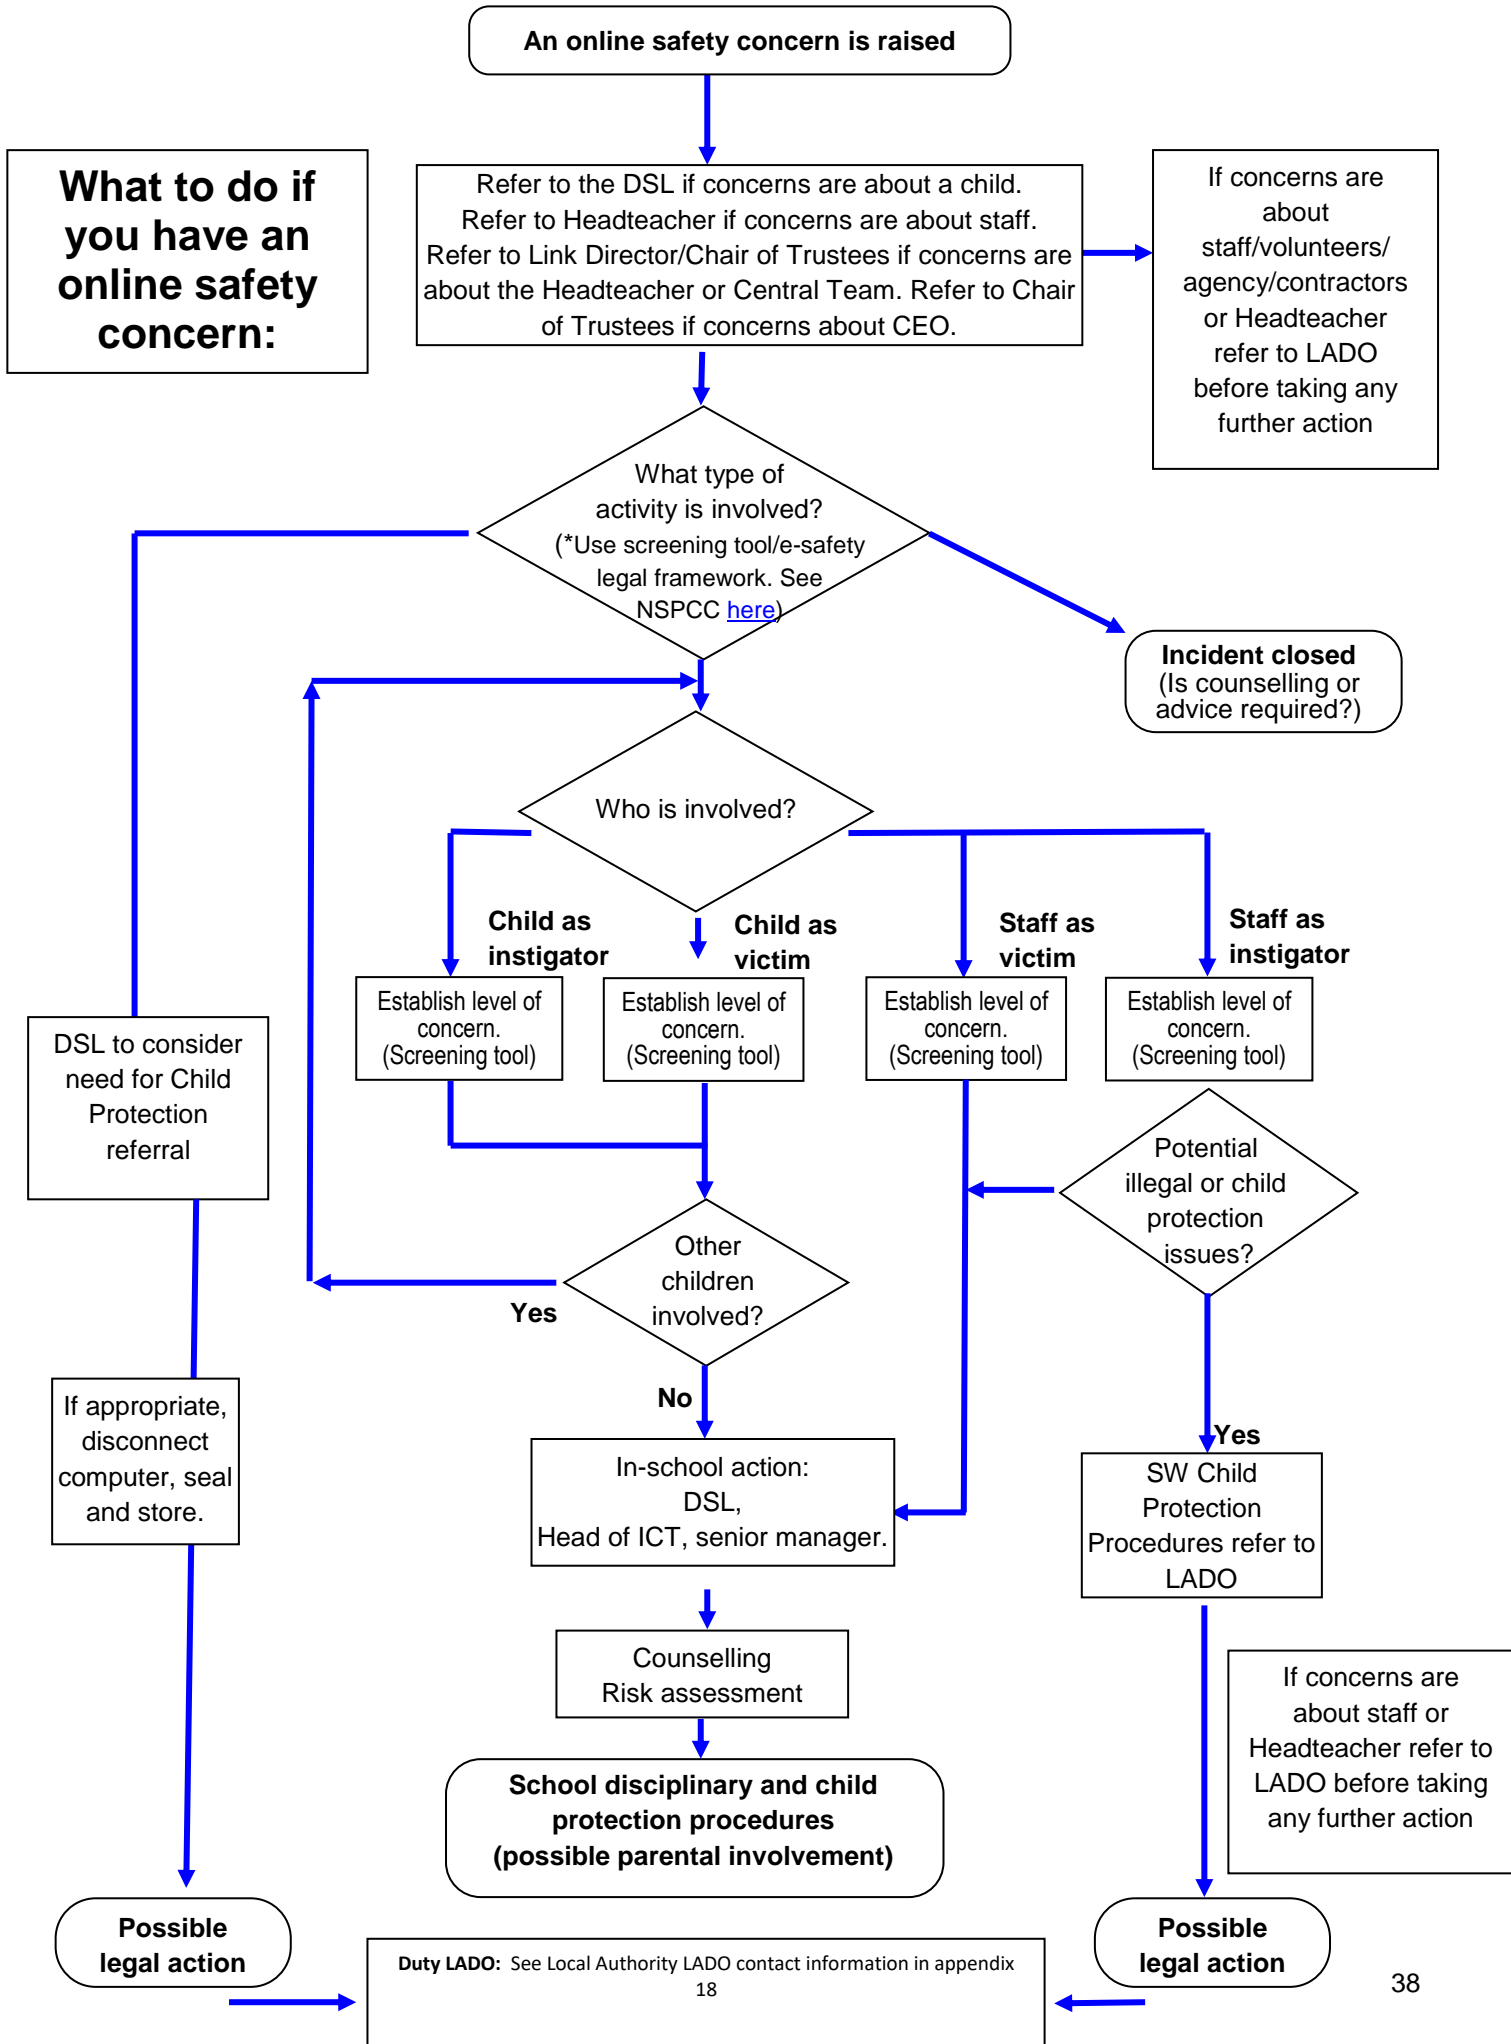 An online safety concern is raised
What to do if
you have an
online safety
concern:
Refer to the DSL if concerns are about a child.
Refer to Headteacher if concerns are about staff.
Refer to Link Director/Chair of Trustees if concerns are
about the Headteacher or Central Team. Refer to Chair
of Trustees if concerns about CEO.
If concerns are
about
staff/volunteers/
agency/contractors
or Headteacher
refer to LADO
before taking any
further action
What type of
activity is involved?
(*Use screening tool/e-safety
legal framework. See
NSPCC here)
Incident closed
(Is counselling or
advice required?)
Who is involved?
Child as
instigator
Child as
victim
Staff as
victim
Staff as
instigator
Establish level of
concern.
(Screening tool)
Establish level of
concern.
(Screening tool)
Establish level of
concern.
(Screening tool)
Establish level of
concern.
(Screening tool)
DSL to consider
need for Child
Protection
referral
Potential
illegal or child
protection
issues?
Other
children
involved?
Yes
No
Yes
If appropriate,
disconnect
computer, seal
and store.
In-school action:
DSL,
Head of ICT, senior manager.
SW Child
Protection
Procedures refer to
LADO
Counselling
Risk assessment
If concerns are
about staff or
Headteacher refer to
LADO before taking
any further action
School disciplinary and child
protection procedures
(possible parental involvement)
Possible
legal action
Possible
legal action
Duty LADO: See Local Authority LADO contact information in appendix
18
38